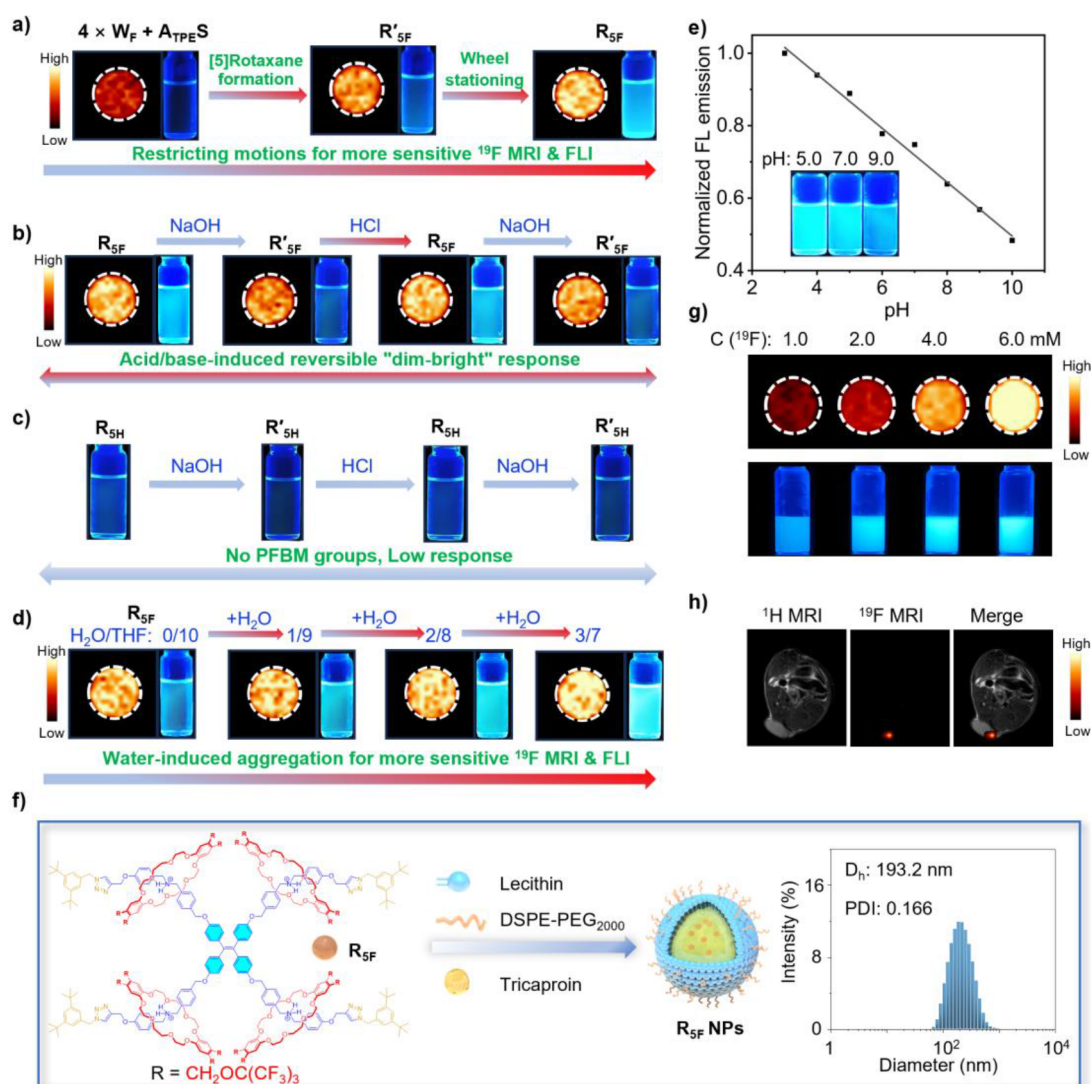 a)
4 × W_F + A_TPE S
R′_5F
R_5F
High
Low
[5]Rotaxane
formation
Wheel
stationing
Restricting motions for more sensitive ¹⁹F MRI & FLI
b)
NaOH
HCl
NaOH
R_5F
R′_5F
R_5F
R′_5F
High
Low
Acid/base-induced reversible "dim-bright" response
c)
R_5H
R′_5H
R_5H
R′_5H
NaOH
HCl
NaOH
No PFBM groups, Low response
d)
R_5F
H₂O/THF: 0/10
+H₂O
1/9
+H₂O
2/8
+H₂O
3/7
High
Low
Water-induced aggregation for more sensitive ¹⁹F MRI & FLI
e)
Normalized FL emission
1.0
0.8
0.6
0.4
pH: 5.0 7.0 9.0
2 4 6 8 10 12
pH
g)
C (¹⁹F): 1.0 2.0 4.0 6.0 mM
High
Low
h)
¹H MRI
¹⁹F MRI
Merge
High
Low
f)
R_5F
R = CH₂OC(CF₃)₃
Lecithin
DSPE-PEG₂₀₀₀
Tricaproin
R_5F NPs
D_h: 193.2 nm
PDI: 0.166
Intensity (%)
16
8
0
10⁰ 10² 10⁴
Diameter (nm)